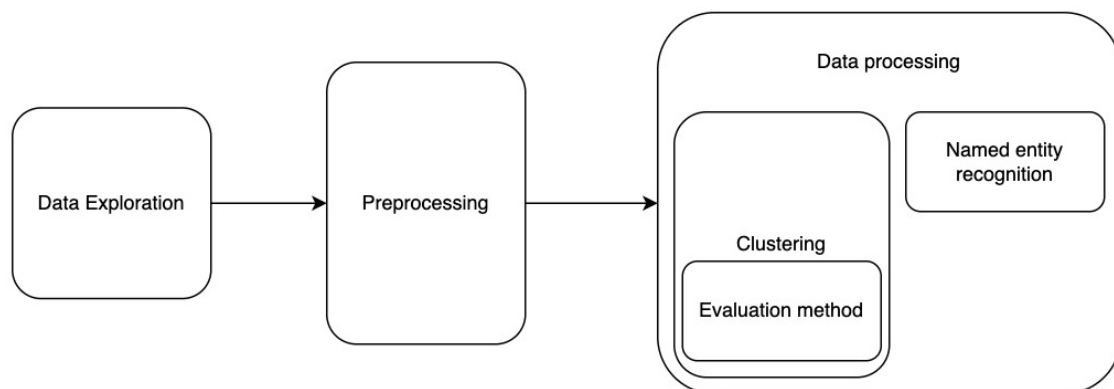 Data Exploration
Preprocessing
Data processing
Clustering
Evaluation method
Named entity
recognition